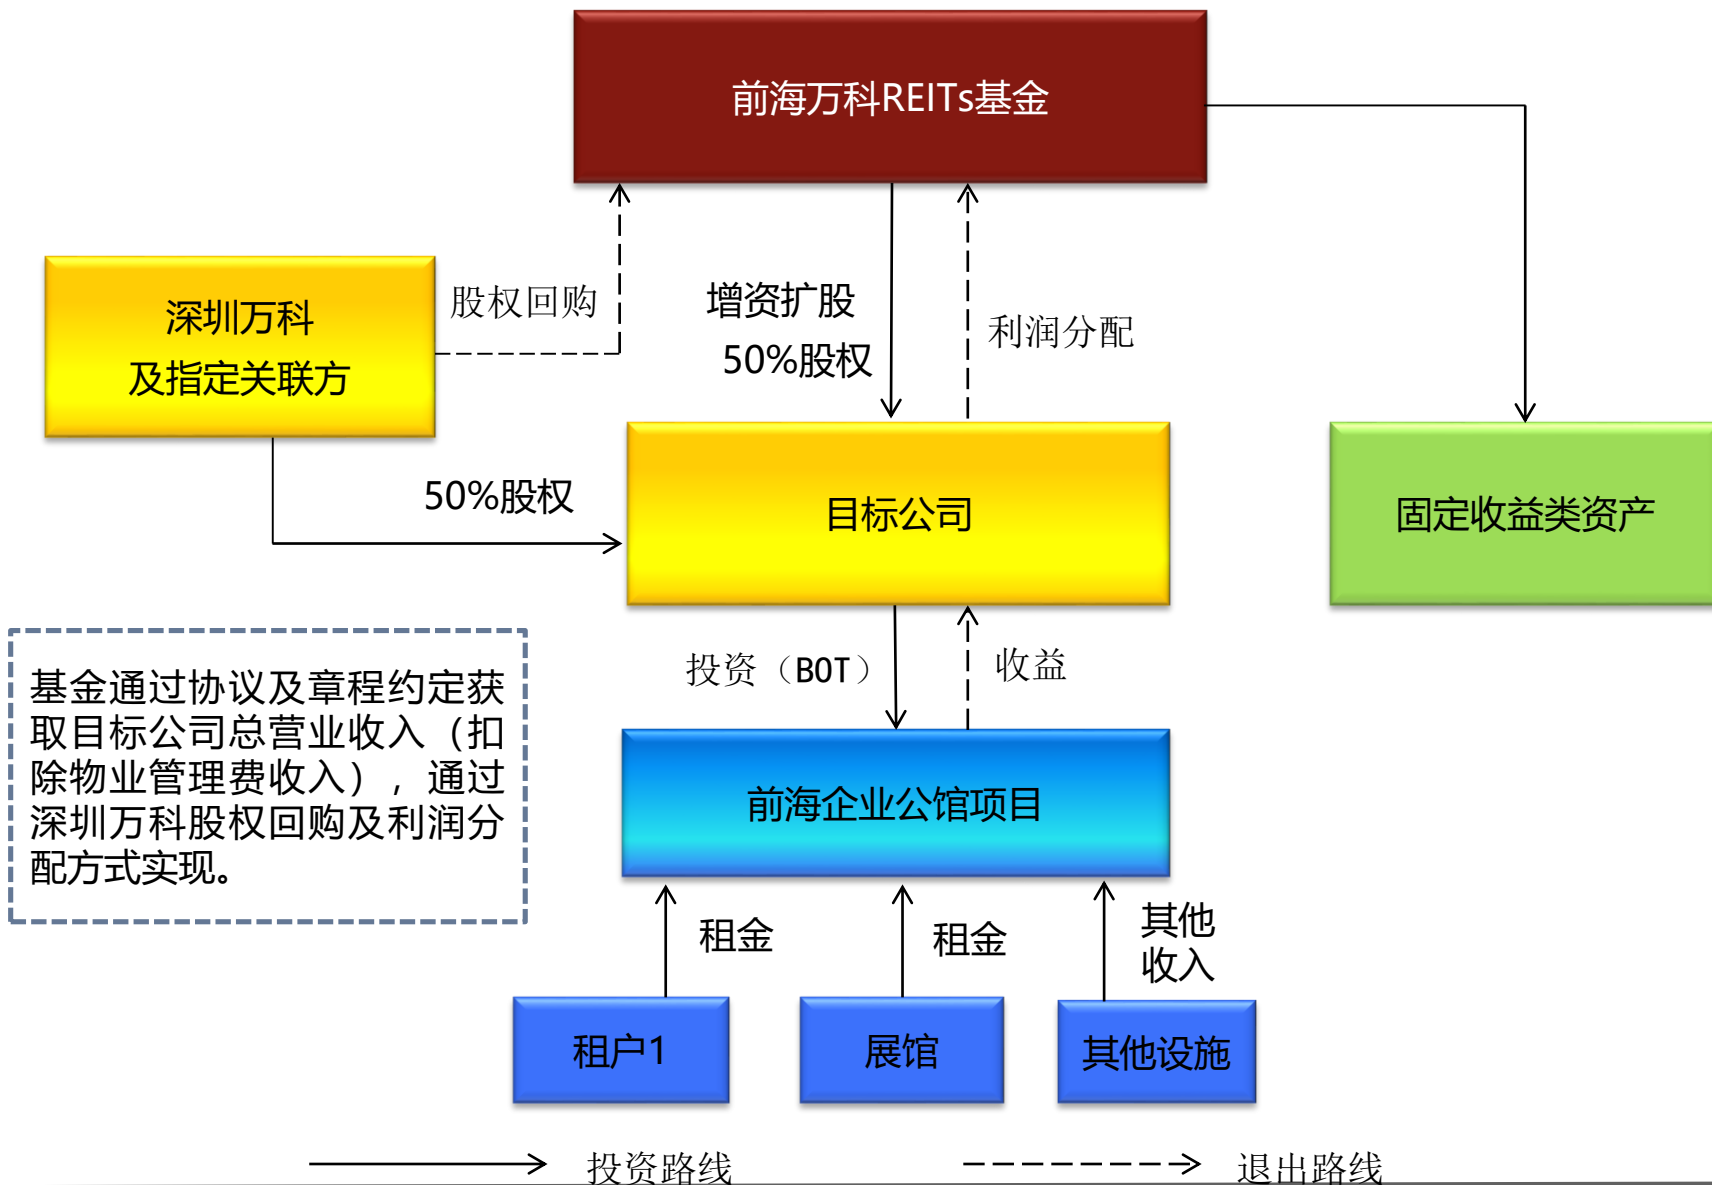 前海万科REITs基金
深圳万科
及指定关联方
股权回购
增资扩股
50%股权
利润分配
50%股权
目标公司
固定收益类资产
基金通过协议及章程约定获
取目标公司总营业收入（扣
除物业管理费收入），通过
深圳万科股权回购及利润分
配方式实现。
投资（BOT）
收益
前海企业公馆项目
租金
租金
其他
收入
租户1
展馆
其他设施
投资路线
退出路线